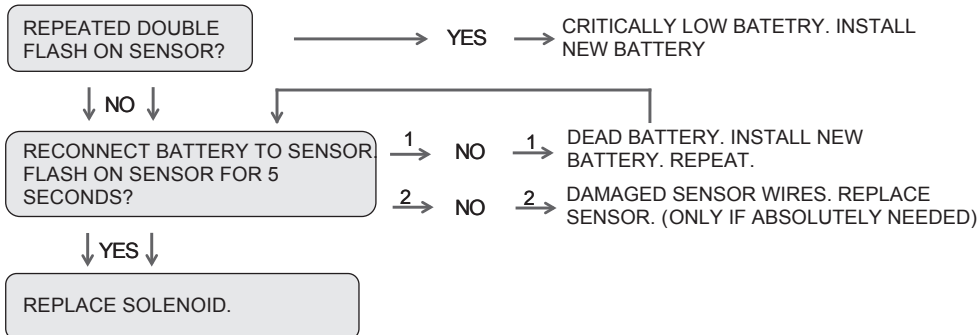 REPEATED DOUBLE
FLASH ON SENSOR?
YES
CRITICALLY LOW BATETRY. INSTALL
NEW BATTERY
NO
RECONNECT BATTERY TO SENSOR.
FLASH ON SENSOR FOR 5
SECONDS?
1
NO
1
DEAD BATTERY. INSTALL NEW
BATTERY. REPEAT.
2
NO
2
DAMAGED SENSOR WIRES. REPLACE
SENSOR. (ONLY IF ABSOLUTELY NEEDED)
YES
REPLACE SOLENOID.